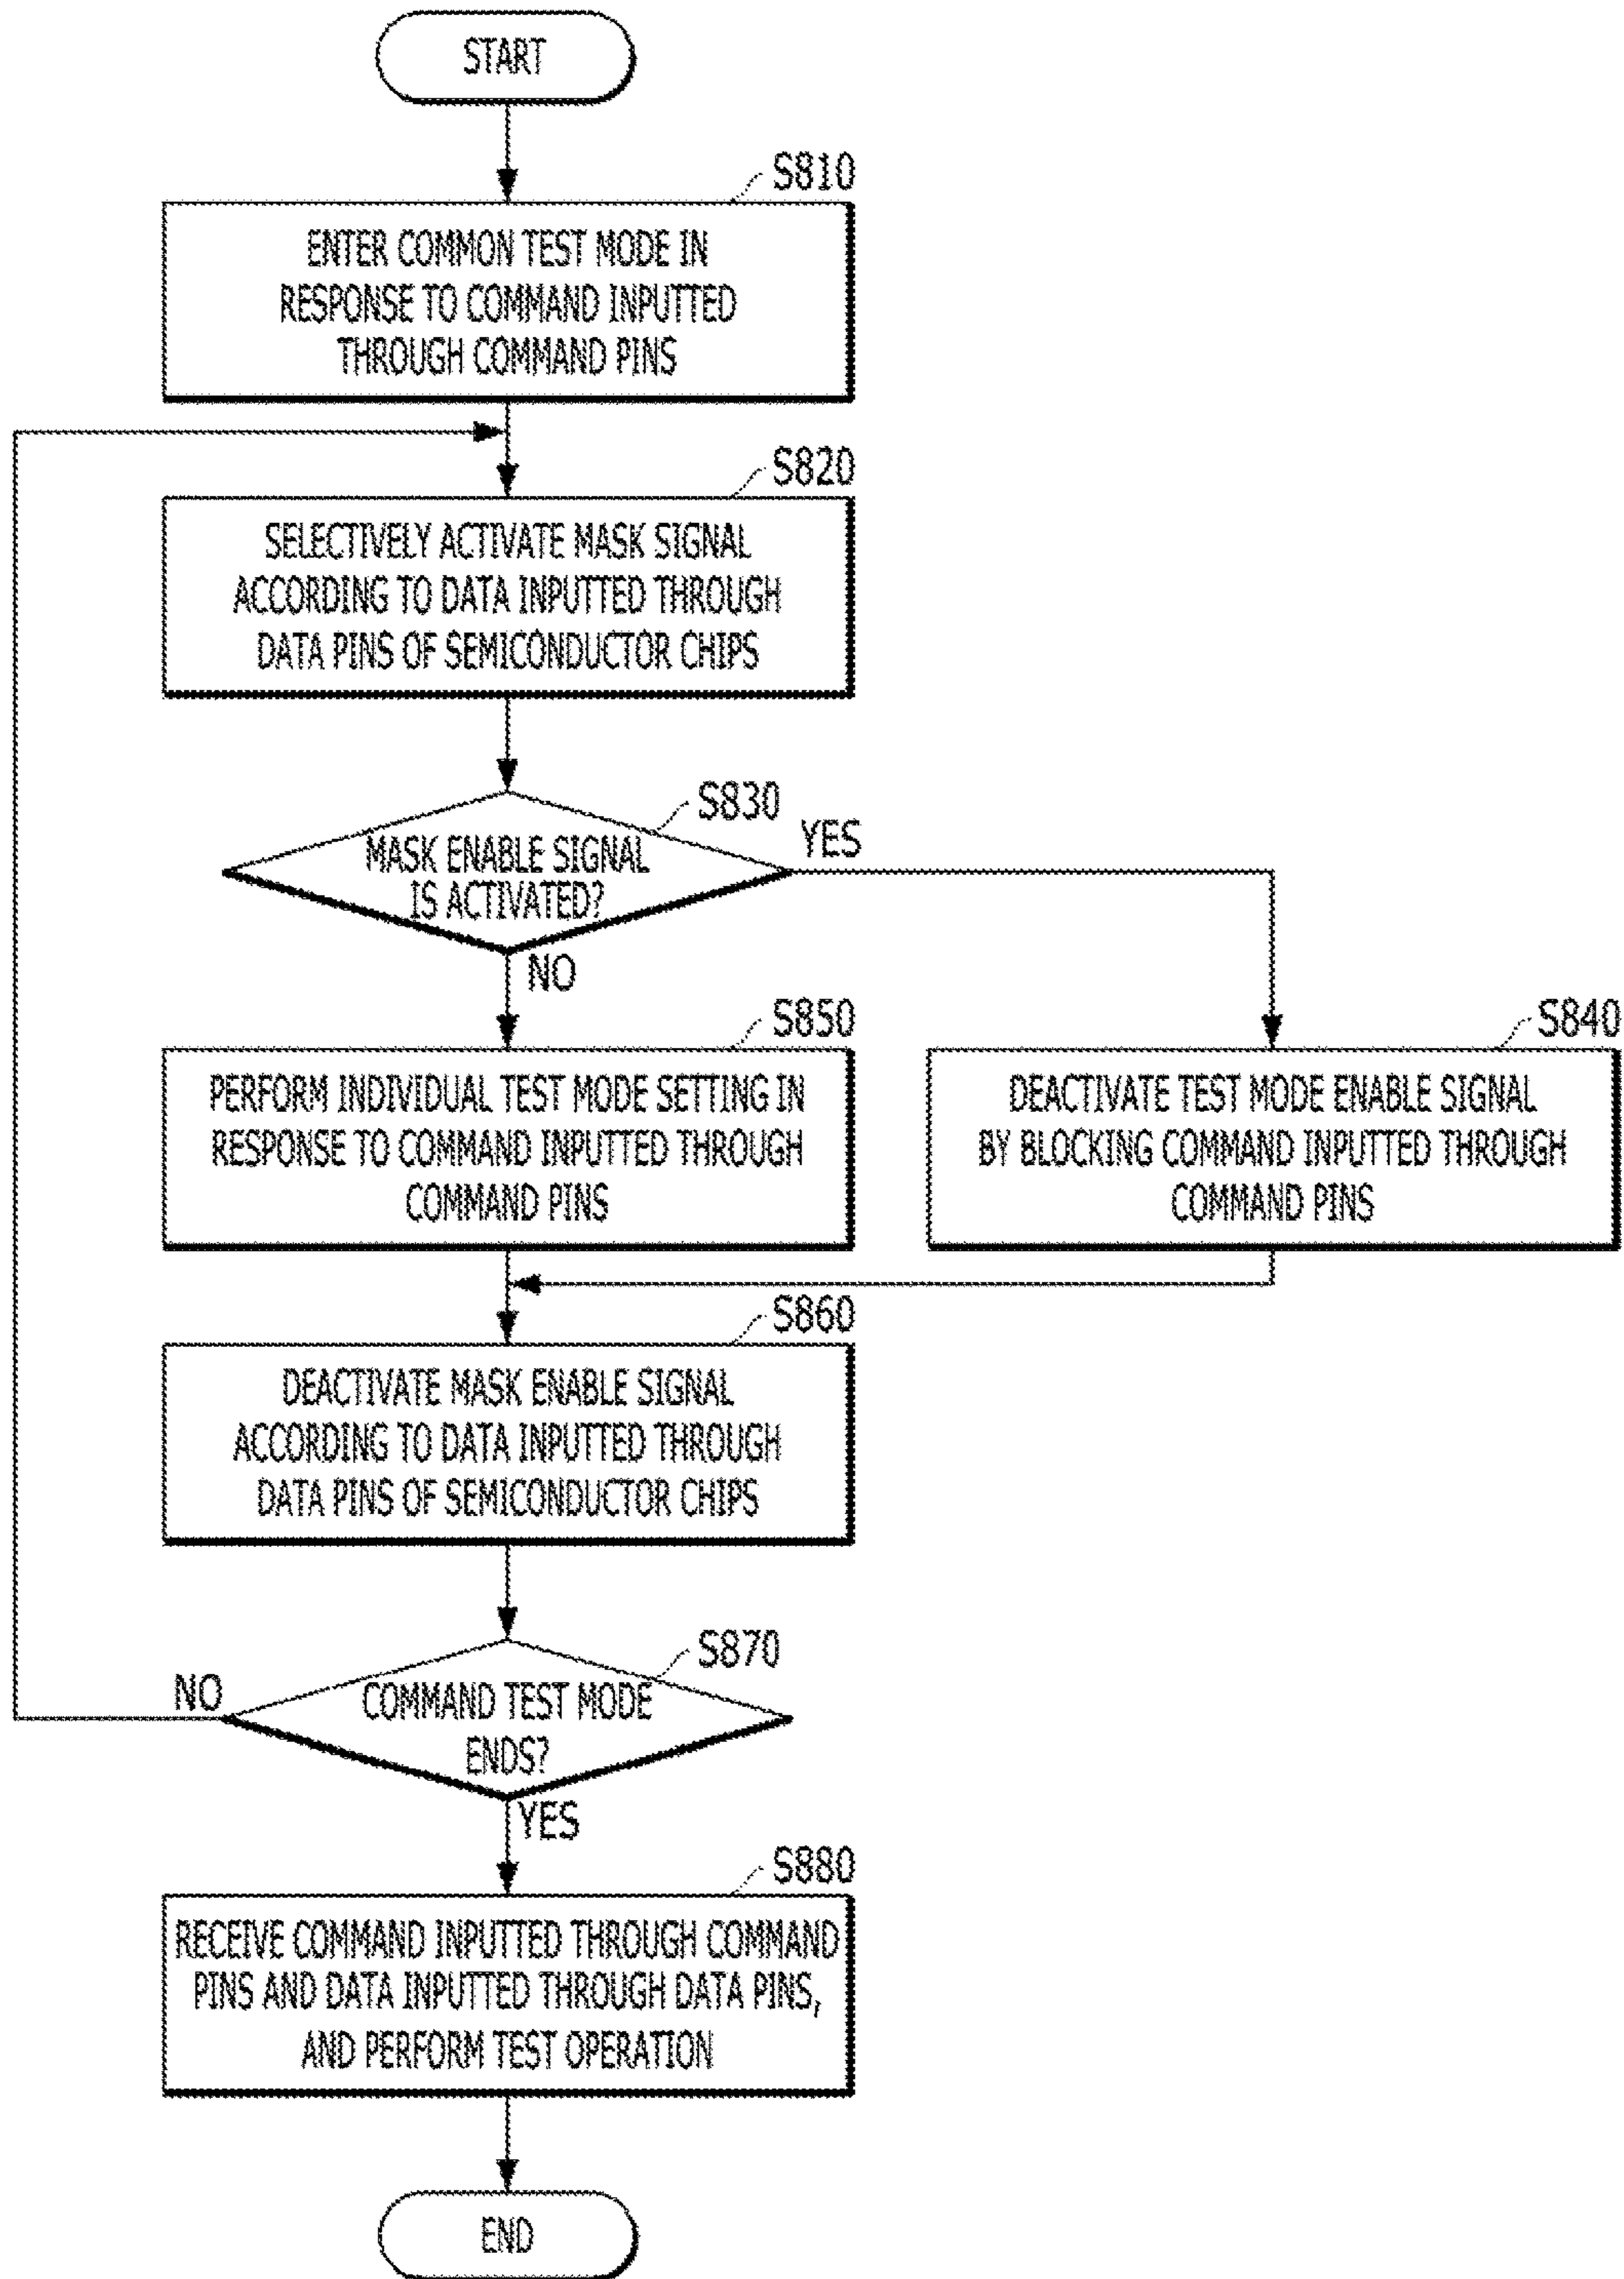 START
S810
ENTER COMMON TEST MODE IN
RESPONSE TO COMMAND INPUTTED
THROUGH COMMAND PINS
S820
SELECTIVELY ACTIVATE MASK SIGNAL
ACCORDING TO DATA INPUTTED THROUGH
DATA PINS OF SEMICONDUCTOR CHIPS
S830
MASK ENABLE SIGNAL
IS ACTIVATED?
YES
NO
S850
PERFORM INDIVIDUAL TEST MODE SETTING IN
RESPONSE TO COMMAND INPUTTED THROUGH
COMMAND PINS
S840
DEACTIVATE TEST MODE ENABLE SIGNAL
BY BLOCKING COMMAND INPUTTED THROUGH
COMMAND PINS
S860
DEACTIVATE MASK ENABLE SIGNAL
ACCORDING TO DATA INPUTTED THROUGH
DATA PINS OF SEMICONDUCTOR CHIPS
S870
NO
COMMAND TEST MODE
ENDS?
YES
S880
RECEIVE COMMAND INPUTTED THROUGH COMMAND
PINS AND DATA INPUTTED THROUGH DATA PINS,
AND PERFORM TEST OPERATION
END